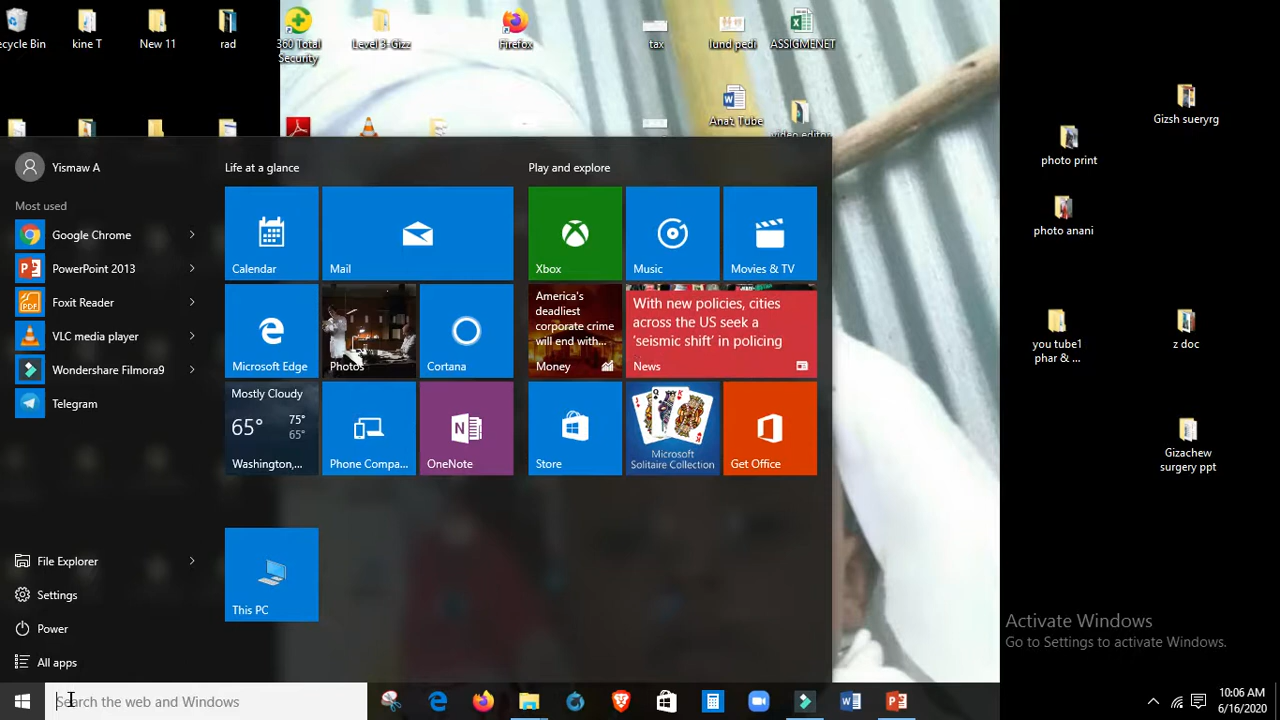 ecycle Bin
kine T
New 11
rad
360 Total
Security
Level 3-Gizz
Firefox
tax
lund pedi
ASSIGMENET
Anaz Tube
video editor
Gizsh sueryrg
photo print
photo anani
you tube1
phar & ...
z doc
Gizachew
surgery ppt
Yismaw A
Most used
Google Chrome
PowerPoint 2013
Foxit Reader
VLC media player
Wondershare Filmora9
Telegram
File Explorer
Settings
Power
All apps
Life at a glance
Calendar
Mail
Microsoft Edge
Photos
Cortana
Mostly Cloudy
65° 75°
65°
Washington,...
Phone Compa...
OneNote
This PC
Play and explore
Xbox
Music
Movies & TV
America's
deadliest
corporate crime
will end with...
Money
With new policies, cities
across the US seek a
'seismic shift' in policing
News
Store
Microsoft
Solitaire Collection
Get Office
Activate Windows
Go to Settings to activate Windows.
Search the web and Windows
10:06 AM
6/16/2020